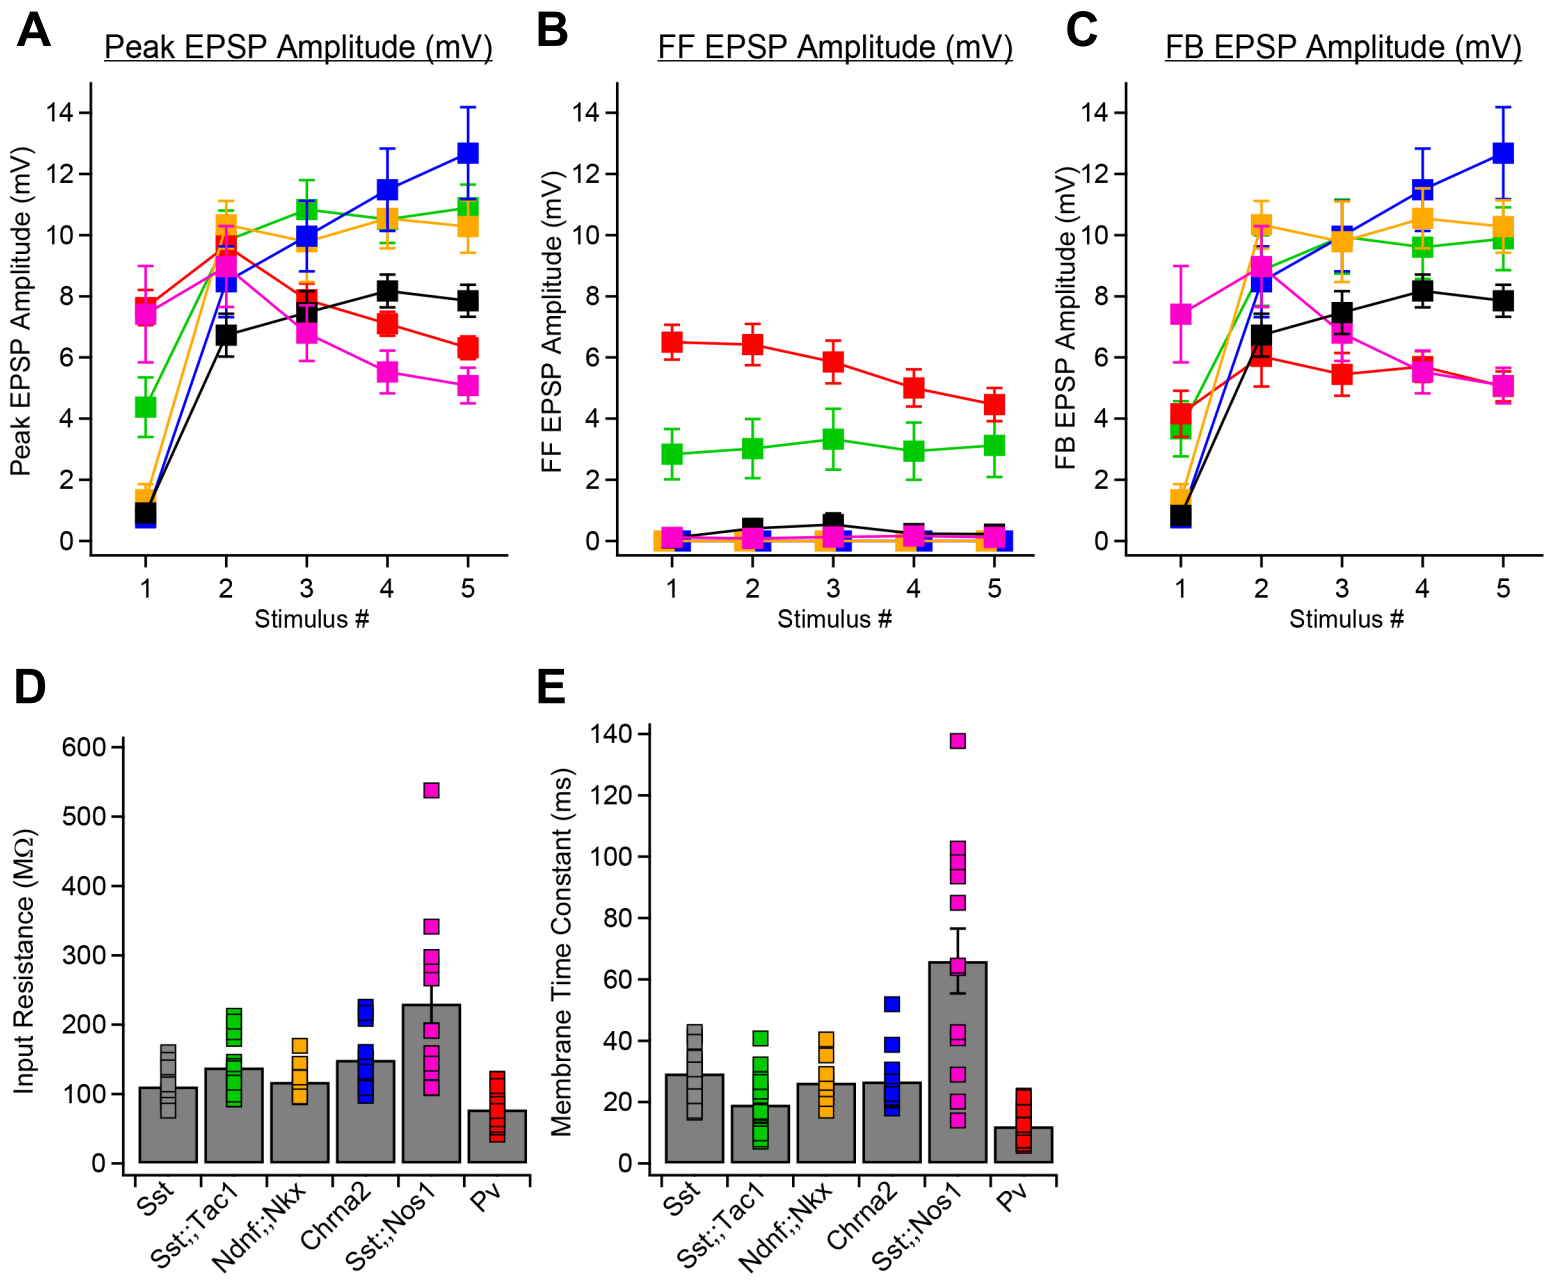 A
Peak EPSP Amplitude (mV)
Peak EPSP Amplitude (mV)
14
12
10
8
6
4
2
0
1 2 3 4 5
Stimulus #
B
FF EPSP Amplitude (mV)
FF EPSP Amplitude (mV)
14
12
10
8
6
4
2
0
1 2 3 4 5
Stimulus #
C
FB EPSP Amplitude (mV)
FB EPSP Amplitude (mV)
14
12
10
8
6
4
2
0
1 2 3 4 5
Stimulus #
D
Input Resistance (MΩ)
600
500
400
300
200
100
0
Sst
Sst;;Tac1
Ndnf;;Nkx
Chrna2
Sst;;Nos1
Pv
E
Membrane Time Constant (ms)
140
120
100
80
60
40
20
0
Sst
Sst;;Tac1
Ndnf;;Nkx
Chrna2
Sst;;Nos1
Pv